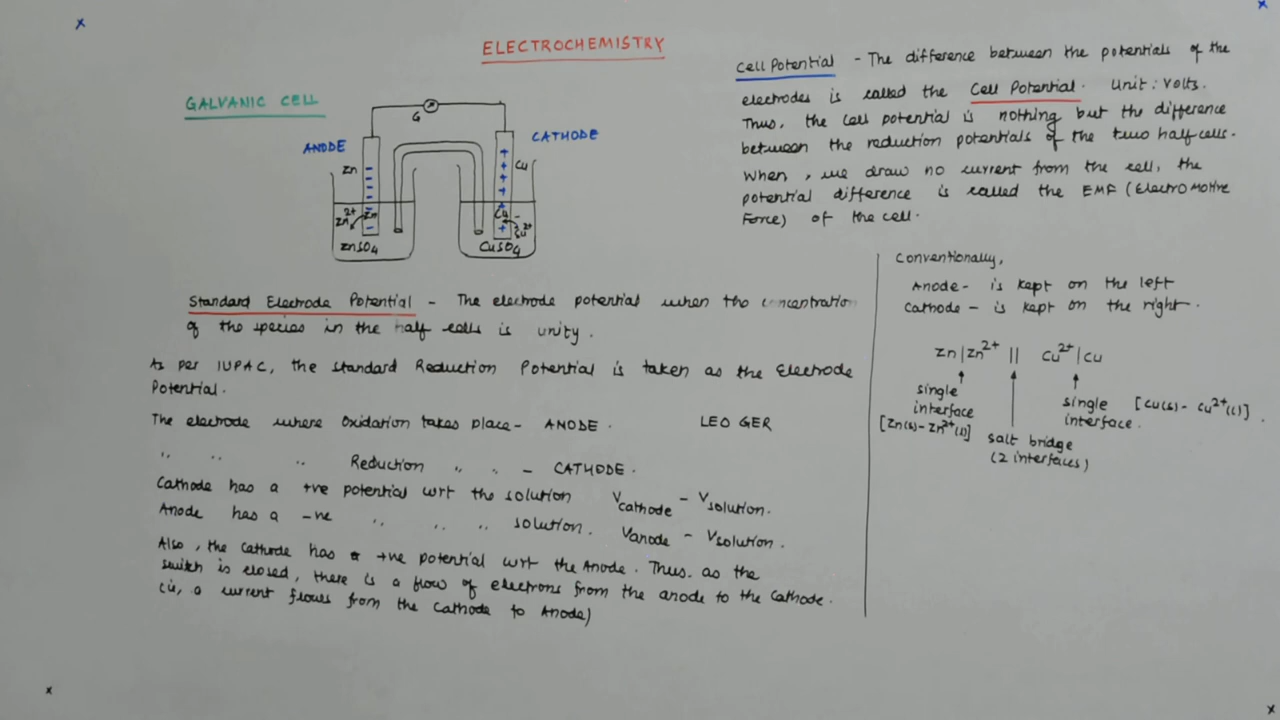 ELECTROCHEMISTRY
GALVANIC CELL
G
ANODE
CATHODE
Zn
Cu
Zn2+
Zn
Cu
Cu2+
ZnSO4
CuSO4
Cell Potential - The difference between the potentials of the
electrodes is called the Cell Potential. Unit: Volts.
Thus, the cell potential is nothing but the difference
between the reduction potentials of the two half cells.
When, we draw no current from the cell, the
potential difference is called the EMF (Electro Motive
Force) of the cell.
Standard Electrode Potential - The electrode potential when the concentration
of the species in the half cells is unity.
As per IUPAC, the standard Reduction Potential is taken as the Electrode
Potential.
The electrode where Oxidation takes place - ANODE. LEO GER
,, ,, ,, Reduction ,, ,, - CATHODE.
Cathode has a +ve potential wrt the solution Vcathode - Vsolution.
Anode has a -ve ,, ,, ,, solution. Vanode - Vsolution.
Also, the cathode has a +ve potential wrt the Anode. Thus, as the
switch is closed, there is a flow of electrons from the anode to the cathode.
(ie, a current flows from the Cathode to Anode)
Conventionally,
Anode - is kept on the left
Cathode - is kept on the right.
Zn|Zn2+ || Cu2+|Cu
single
interface
[Zn(s) - Zn2+(l)]
salt bridge
(2 interfaces)
single
interface.
[Cu(s) - Cu2+(l)].